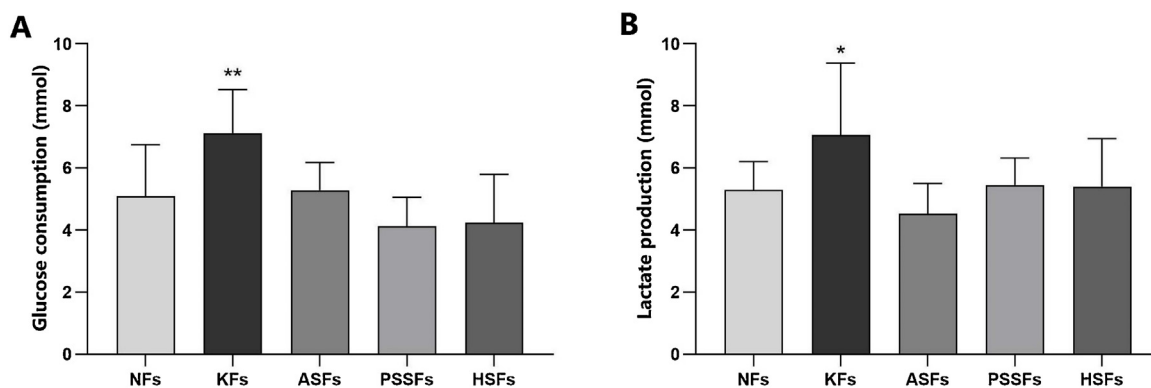 A
Glucose consumption (mmol)
10
8
6
4
2
0
**
NFs KFs ASFs PSSFs HSFs
B
Lactate production (mmol)
10
8
6
4
2
0
*
NFs KFs ASFs PSSFs HSFs